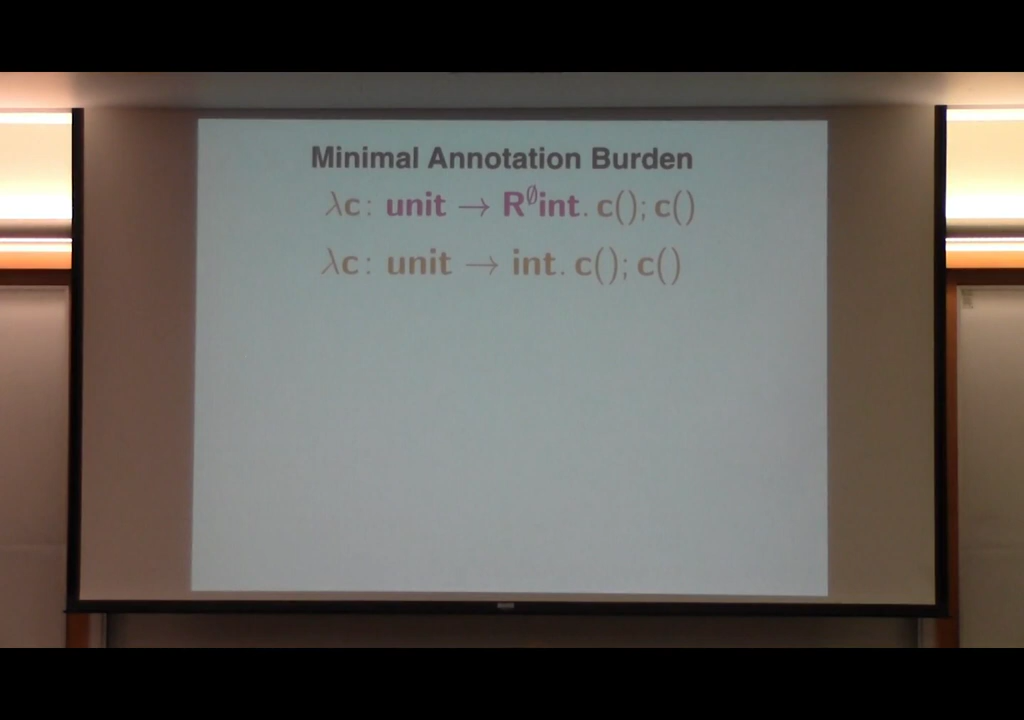 Minimal Annotation Burden
λc: unit → R^∅int. c(); c()
λc: unit → int. c(); c()